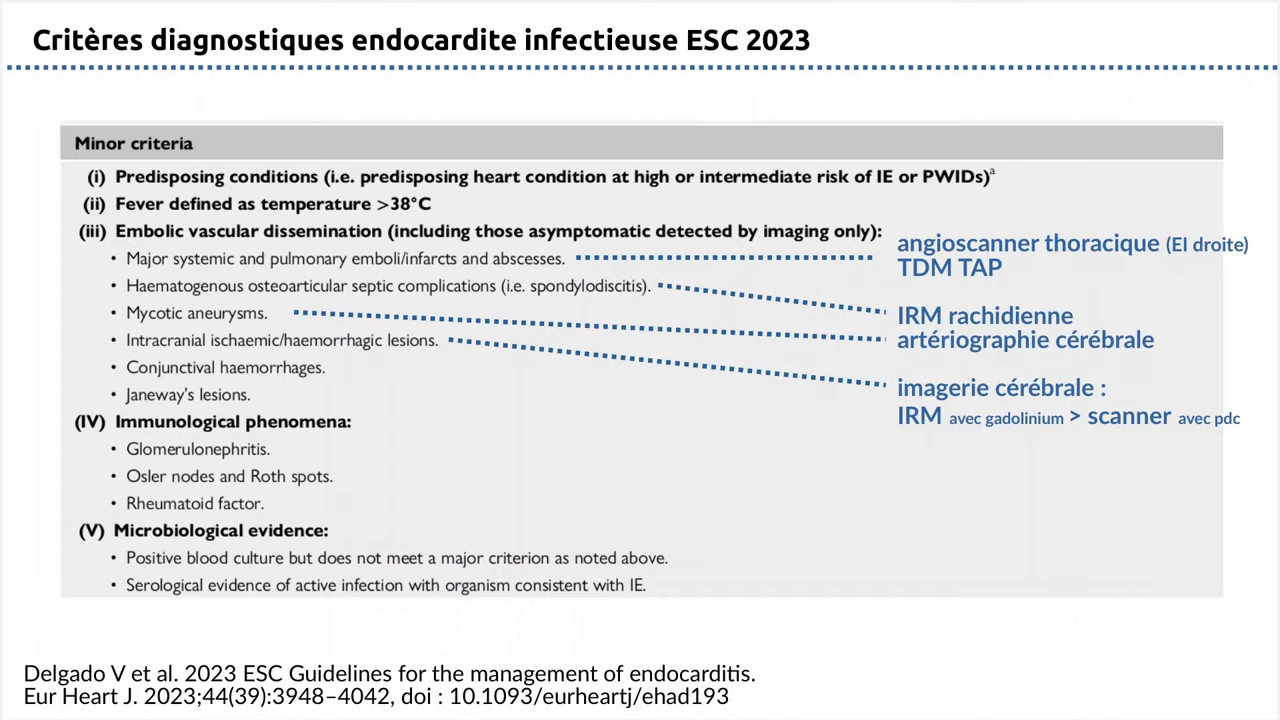 Critères diagnostiques endocardite infectieuse ESC 2023
Minor criteria
(i) Predisposing conditions (i.e. predisposing heart condition at high or intermediate risk of IE or PWIDs)a
(ii) Fever defined as temperature >38°C
(iii) Embolic vascular dissemination (including those asymptomatic detected by imaging only):
• Major systemic and pulmonary emboli/infarcts and abscesses.
• Haematogenous osteoarticular septic complications (i.e. spondylodiscitis).
• Mycotic aneurysms.
• Intracranial ischaemic/haemorrhagic lesions.
• Conjunctival haemorrhages.
• Janeway's lesions.
(IV) Immunological phenomena:
• Glomerulonephritis.
• Osler nodes and Roth spots.
• Rheumatoid factor.
(V) Microbiological evidence:
• Positive blood culture but does not meet a major criterion as noted above.
• Serological evidence of active infection with organism consistent with IE.
angioscanner thoracique (EI droite)
TDM TAP
IRM rachidienne
artériographie cérébrale
imagerie cérébrale :
IRM avec gadolinium > scanner avec pdc
Delgado V et al. 2023 ESC Guidelines for the management of endocarditis.
Eur Heart J. 2023;44(39):3948–4042, doi : 10.1093/eurheartj/ehad193